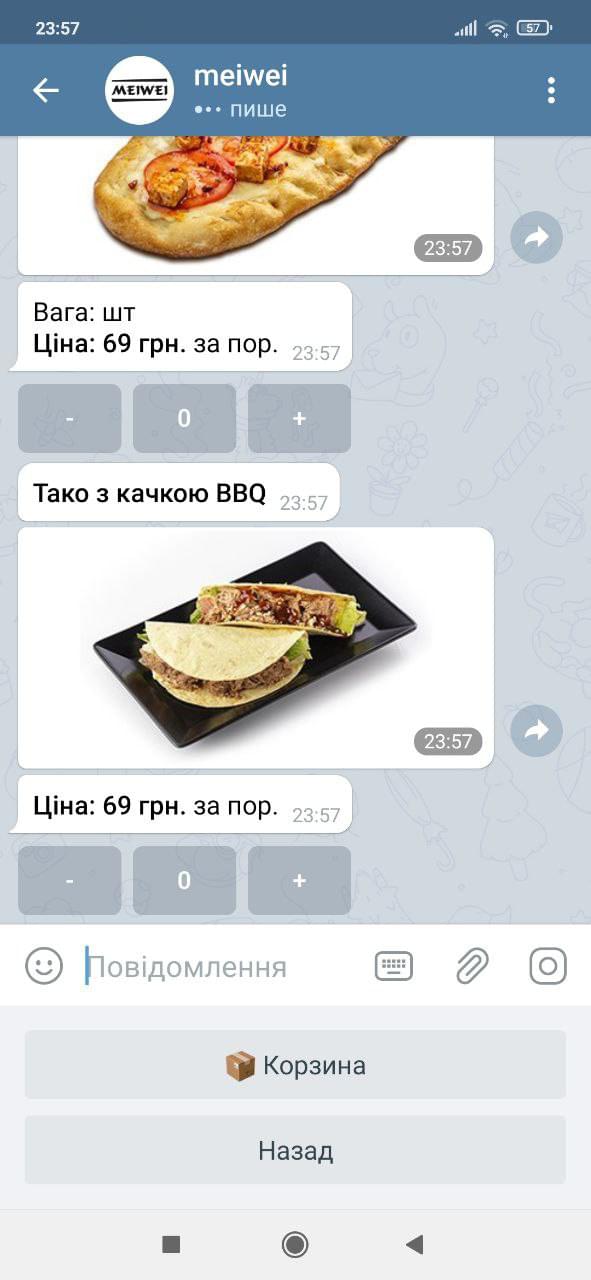 23:57
57
MEIWEI
meiwei
пише
23:57
Вага: шт
Ціна: 69 грн. за пор. 23:57
- 0 +
Тако з качкою BBQ 23:57
23:57
Ціна: 69 грн. за пор. 23:57
- 0 +
Повідомлення
Корзина
Назад